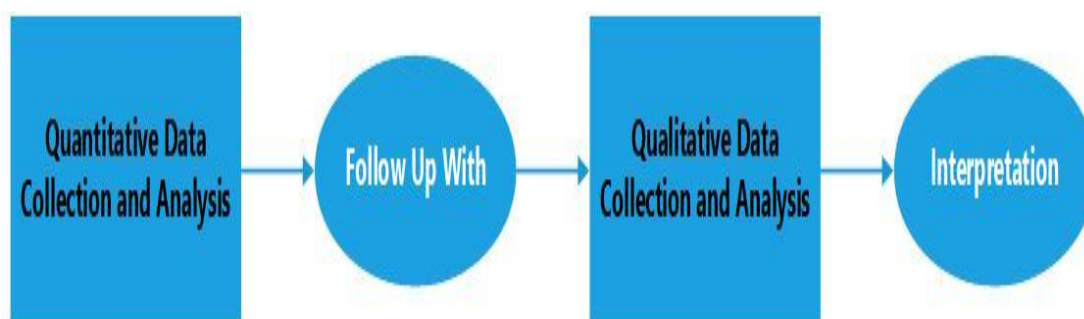 Quantitative Data
Collection and Analysis
Follow Up With
Qualitative Data
Collection and Analysis
Interpretation